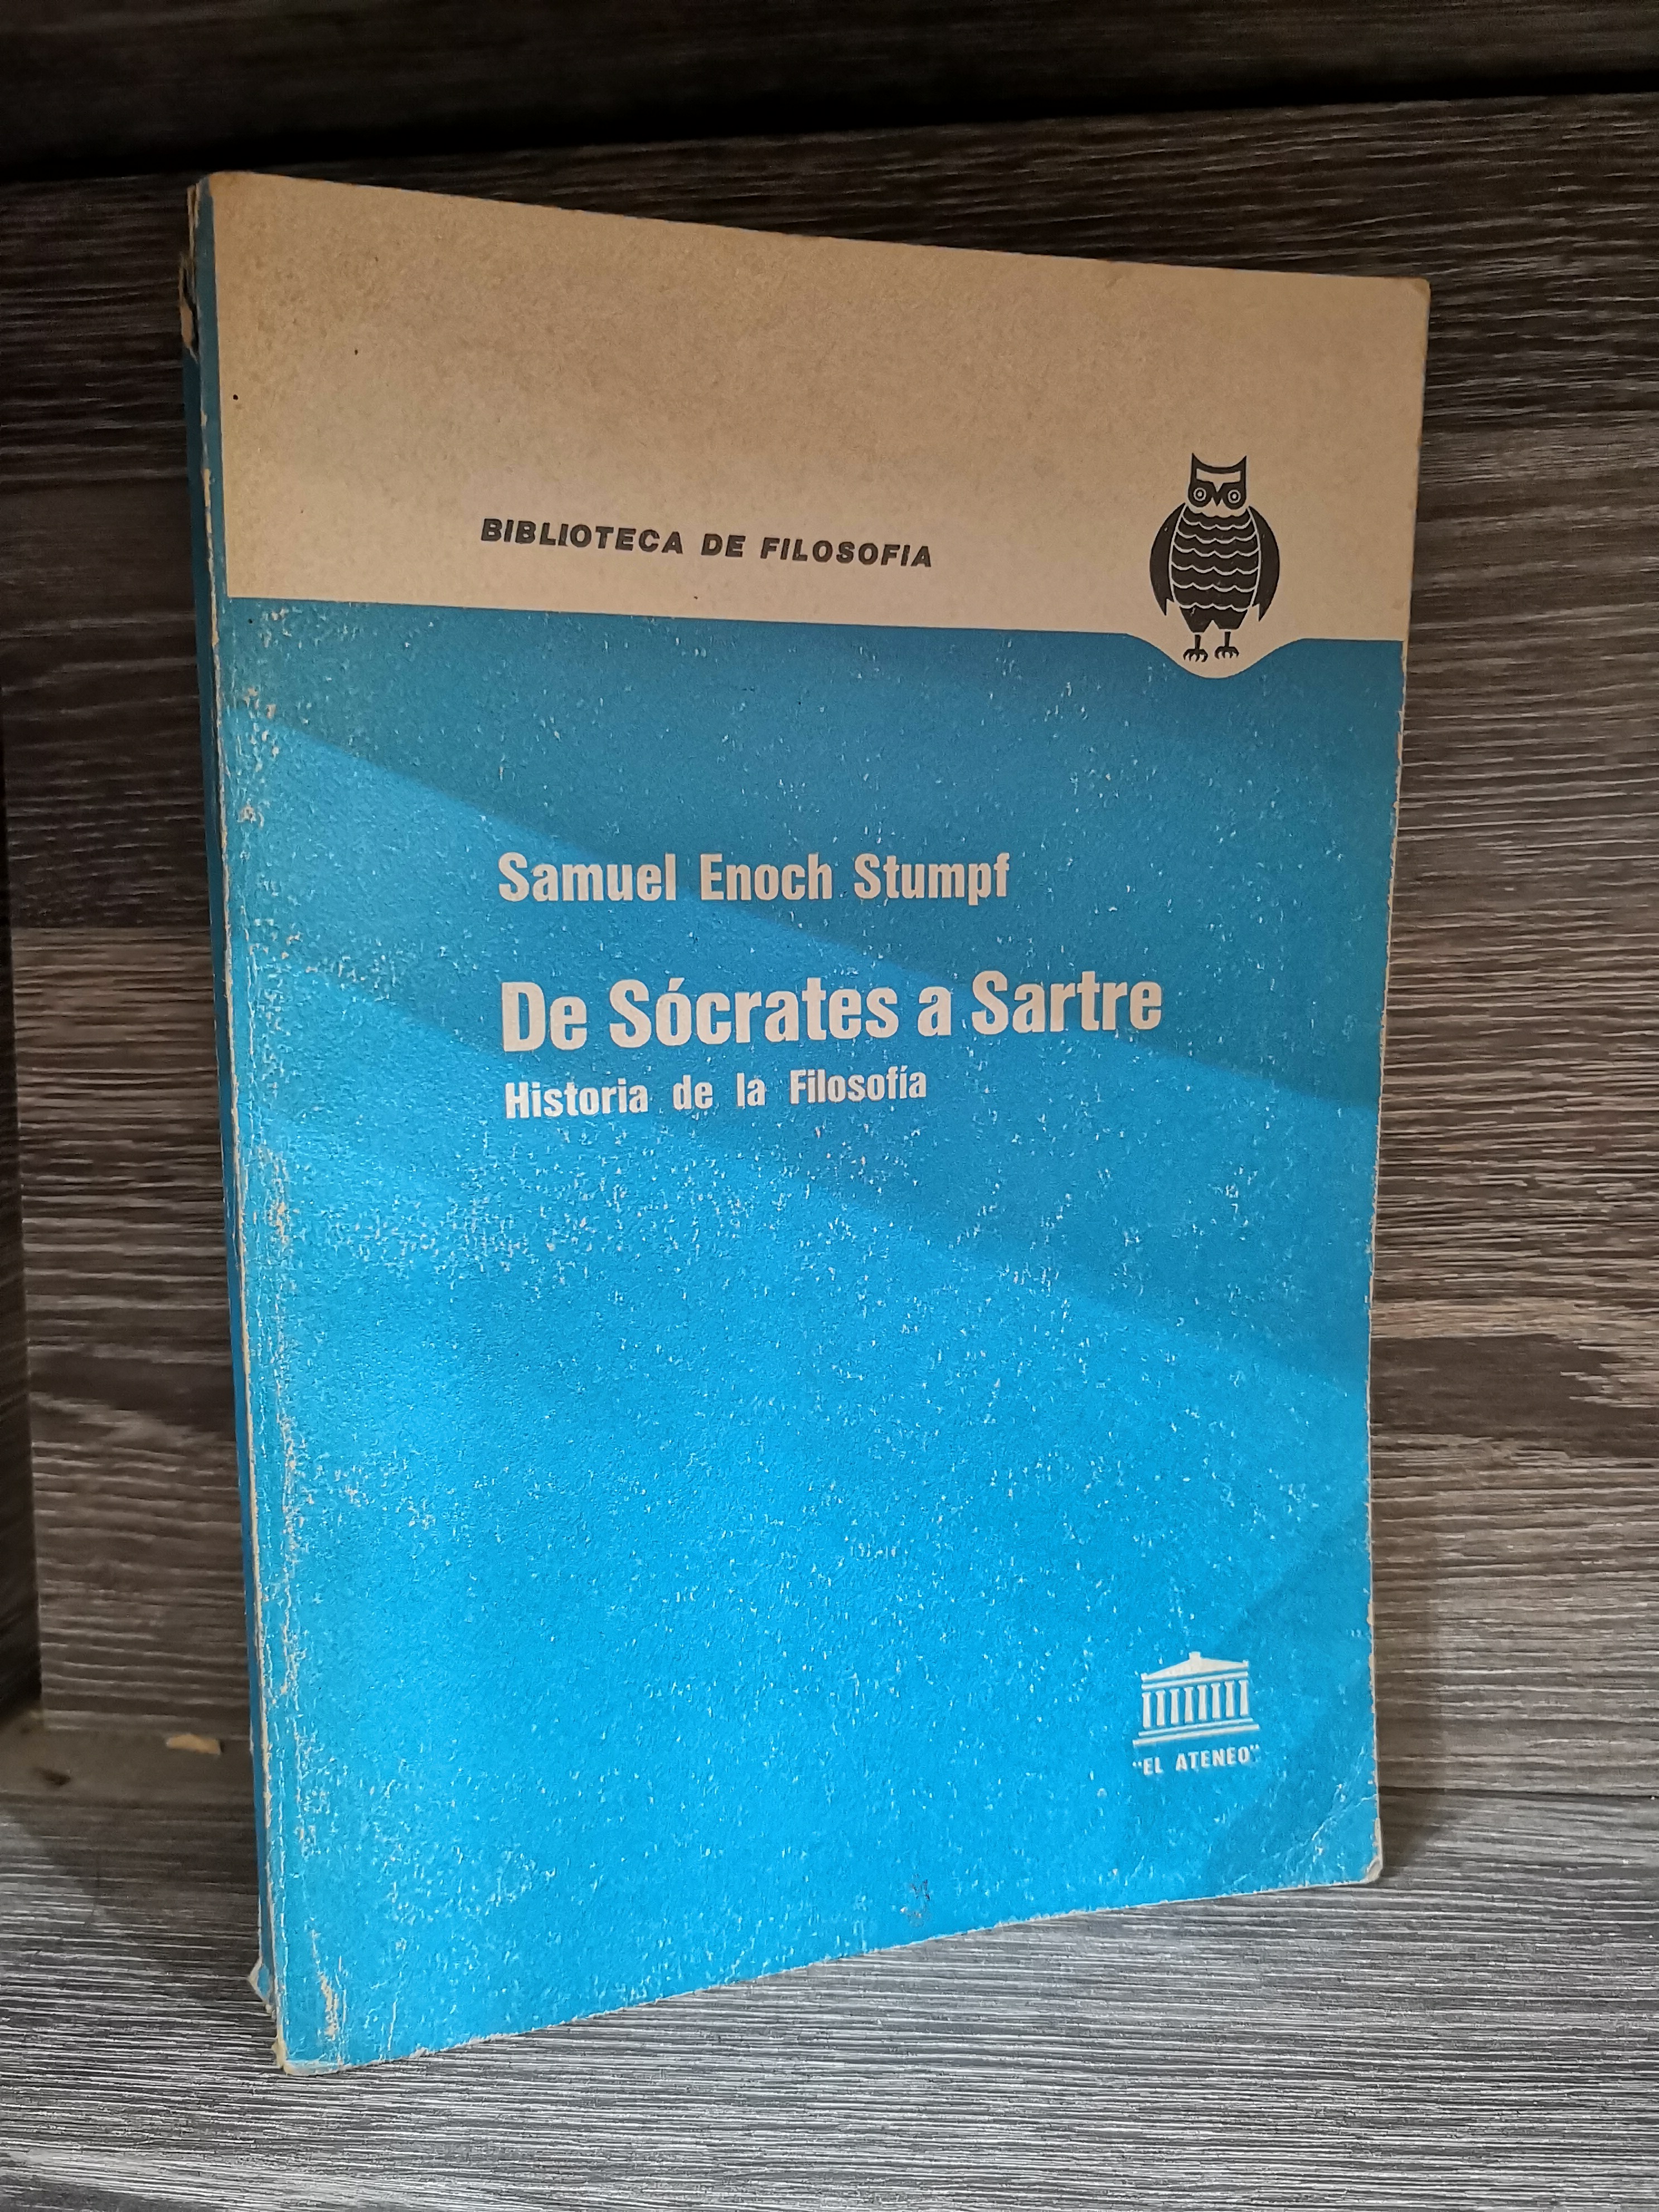 BIBLIOTECA DE FILOSOFIA
Samuel Enoch Stumpf
De Sócrates a Sartre
Historia de la Filosofía
"EL ATENEO"